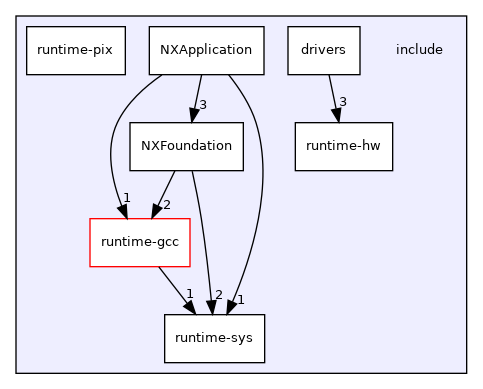 runtime-pix
NXApplication
drivers
include
3
3
NXFoundation
runtime-hw
1
2
runtime-gcc
1
2
1
runtime-sys